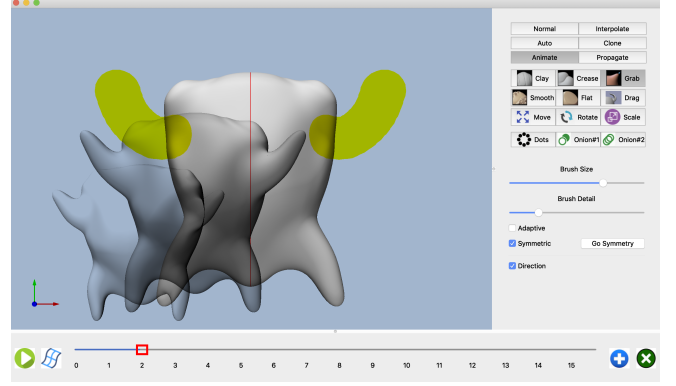 Normal Interpolate
Auto Clone
Animate Propagate
Clay Crease Grab
Smooth Flat Drag
Move Rotate Scale
Dots Onion#1 Onion#2
Brush Size
Brush Detail
Adaptive
Symmetric Go Symmetry
Direction
0 1 2 3 4 5 6 7 8 9 10 11 12 13 14 15